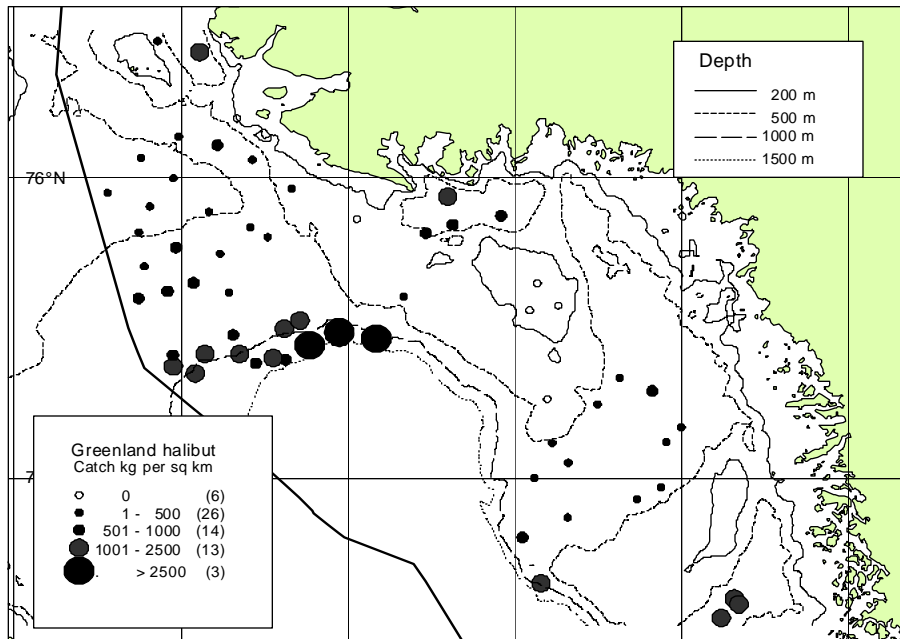 Depth
200 m
500 m
1000 m
1500 m
76°N
Greenland halibut
Catch kg per sq km
0 (6)
1 - 500 (26)
501 - 1000 (14)
1001 - 2500 (13)
. > 2500 (3)